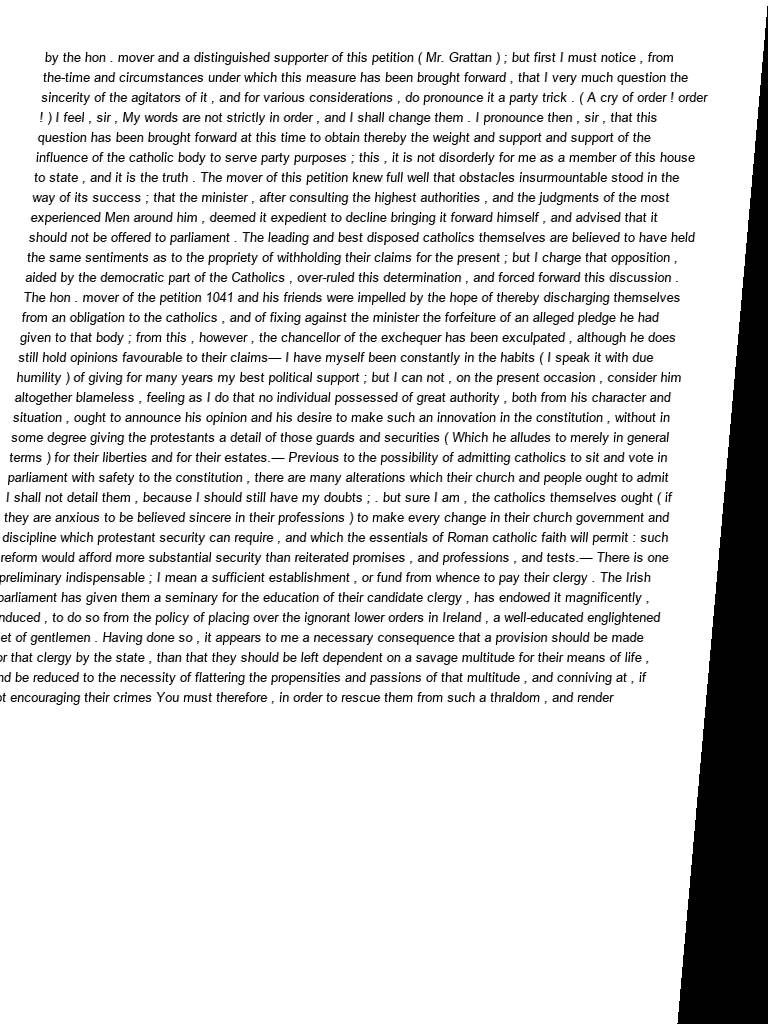 by the hon . mover and a distinguished supporter of this petition ( Mr. Grattan ) ; but first I must notice , from
the-time and circumstances under which this measure has been brought forward , that I very much question the
sincerity of the agitators of it , and for various considerations , do pronounce it a party trick . ( A cry of order ! order
! ) I feel , sir , My words are not strictly in order , and I shall change them . I pronounce then , sir , that this
question has been brought forward at this time to obtain thereby the weight and support and support of the
influence of the catholic body to serve party purposes ; this , it is not disorderly for me as a member of this house
to state , and it is the truth . The mover of this petition knew full well that obstacles insurmountable stood in the
way of its success ; that the minister , after consulting the highest authorities , and the judgments of the most
experienced Men around him , deemed it expedient to decline bringing it forward himself , and advised that it
should not be offered to parliament . The leading and best disposed catholics themselves are believed to have held
the same sentiments as to the propriety of withholding their claims for the present ; but I charge that opposition ,
aided by the democratic part of the Catholics , over-ruled this determination , and forced forward this discussion .
The hon . mover of the petition 1041 and his friends were impelled by the hope of thereby discharging themselves
from an obligation to the catholics , and of fixing against the minister the forfeiture of an alleged pledge he had
given to that body ; from this , however , the chancellor of the exchequer has been exculpated , although he does
still hold opinions favourable to their claims— I have myself been constantly in the habits ( I speak it with due
humility ) of giving for many years my best political support ; but I can not , on the present occasion , consider him
altogether blameless , feeling as I do that no individual possessed of great authority , both from his character and
situation , ought to announce his opinion and his desire to make such an innovation in the constitution , without in
some degree giving the protestants a detail of those guards and securities ( Which he alludes to merely in general
terms ) for their liberties and for their estates.— Previous to the possibility of admitting catholics to sit and vote in
parliament with safety to the constitution , there are many alterations which their church and people ought to admit
I shall not detail them , because I should still have my doubts ; . but sure I am , the catholics themselves ought ( if
they are anxious to be believed sincere in their professions ) to make every change in their church government and
discipline which protestant security can require , and which the essentials of Roman catholic faith will permit : such
reform would afford more substantial security than reiterated promises , and professions , and tests.— There is one
preliminary indispensable ; I mean a sufficient establishment , or fund from whence to pay their clergy . The Irish
parliament has given them a seminary for the education of their candidate clergy , has endowed it magnificently ,
nduced , to do so from the policy of placing over the ignorant lower orders in Ireland , a well-educated englightened
et of gentlemen . Having done so , it appears to me a necessary consequence that a provision should be made
or that clergy by the state , than that they should be left dependent on a savage multitude for their means of life ,
nd be reduced to the necessity of flattering the propensities and passions of that multitude , and conniving at , if
ot encouraging their crimes You must therefore , in order to rescue them from such a thraldom , and render